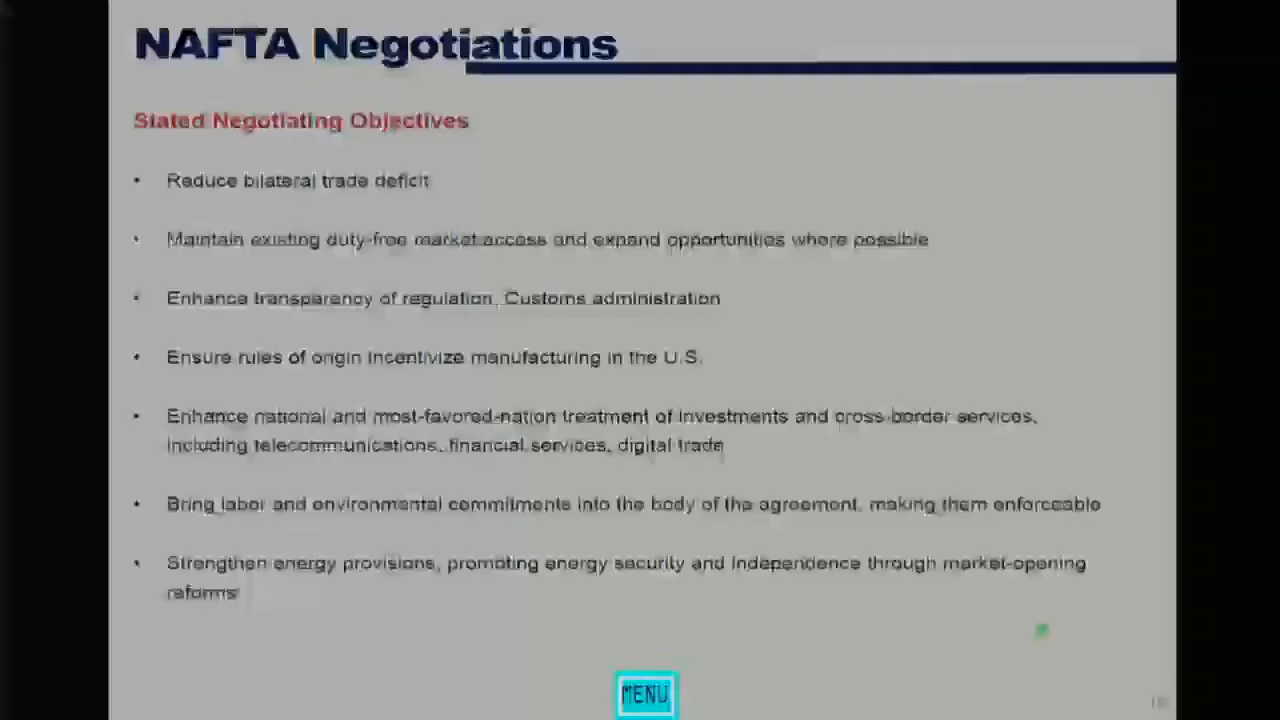 NAFTA Negotiations
Stated Negotiating Objectives
• Reduce bilateral trade deficit
• Maintain existing duty-free market access and expand opportunities where possible
• Enhance transparency of regulation, Customs administration
• Ensure rules of origin incentivize manufacturing in the U.S.
• Enhance national and most-favored-nation treatment of investments and cross-border services,
including telecommunications, financial services, digital trade
• Bring labor and environmental commitments into the body of the agreement, making them enforceable
• Strengthen energy provisions, promoting energy security and independence through market-opening
reforms
MENU